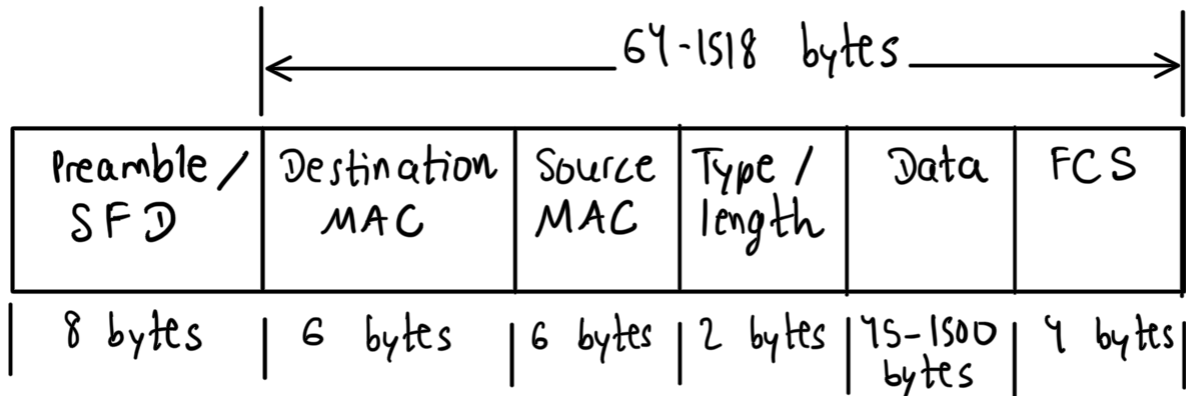 64-1518 bytes
Preamble /
SFD
Destination
MAC
Source
MAC
Type /
length
Data
FCS
8 bytes
6 bytes
6 bytes
2 bytes
45-1500
bytes
4 bytes